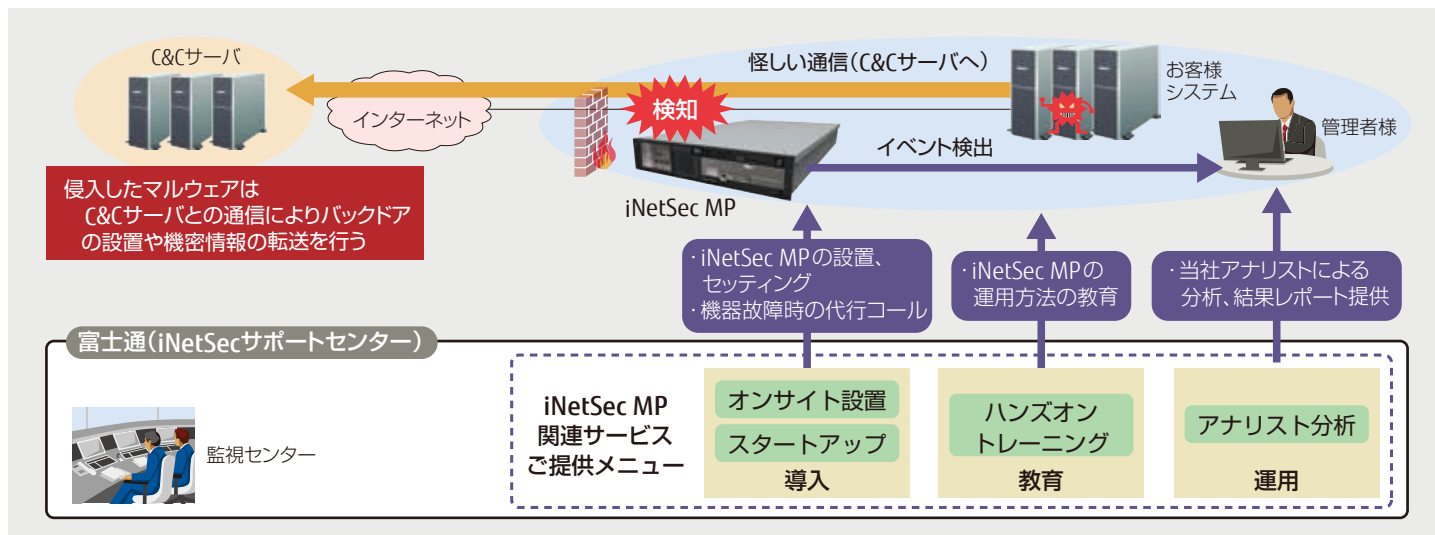 C&Cサーバ
インターネット
怪しい通信(C&Cサーバへ)
検知
お客様
システム
管理者様
イベント検出
iNetSec MP
侵入したマルウェアは
C&Cサーバとの通信によりバックドア
の設置や機密情報の転送を行う
・iNetSec MPの設置、
セッティング
・機器故障時の代行コール
・iNetSec MPの
運用方法の教育
・当社アナリストによる
分析、結果レポート提供
富士通(iNetSecサポートセンター)
監視センター
iNetSec MP
関連サービス
ご提供メニュー
オンサイト設置
スタートアップ
導入
ハンズオン
トレーニング
教育
アナリスト分析
運用